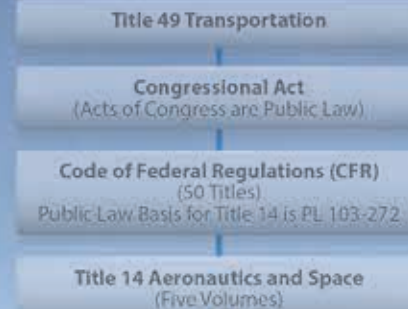 Title 49 Transportation
Congressional Act
(Acts of Congress are Public Law)
Code of Federal Regulations (CFR)
(50 Titles)
Public Law Basis for Title 14 is PL 103-272
Title 14 Aeronautics and Space
(Five Volumes)